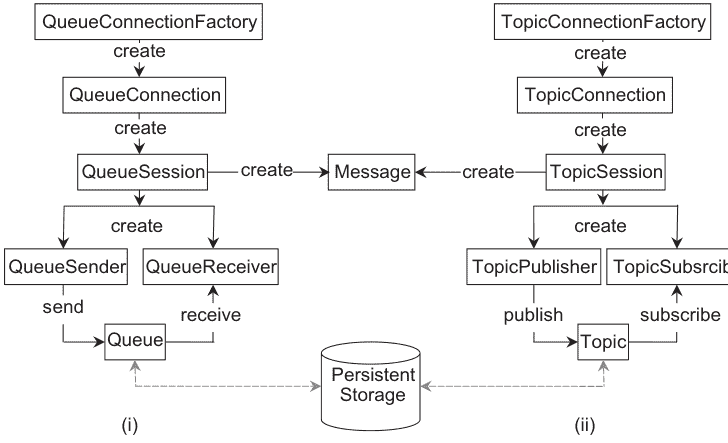 QueueConnectionFactory
TopicConnectionFactory
create
create
QueueConnection
TopicConnection
create
create
QueueSession
create
Message
create
TopicSession
create
create
QueueSender
QueueReceiver
TopicPublisher
TopicSubsrcib
send
receive
publish
subscribe
Queue
Topic
Persistent
Storage
(i)
(ii)